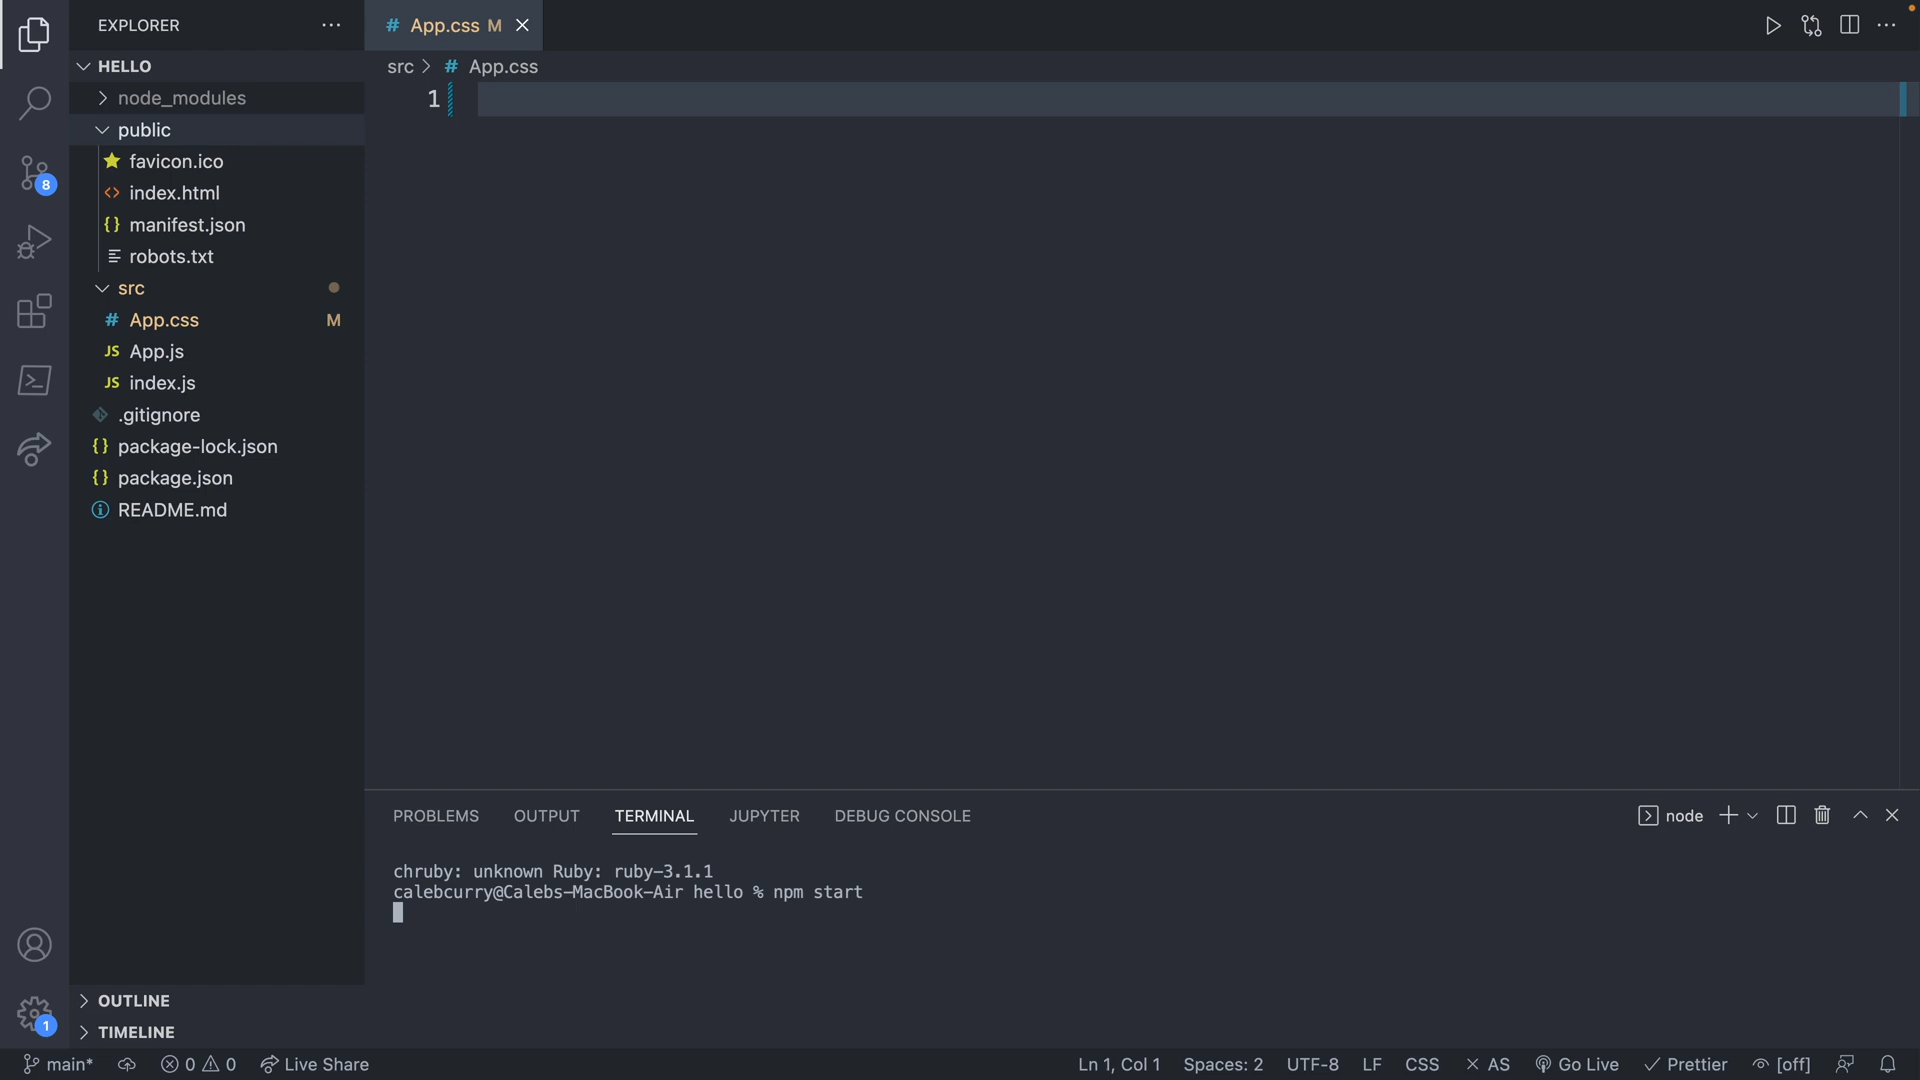 EXPLORER
App.css M
HELLO
src > # App.css
node_modules
1
public
favicon.ico
index.html
manifest.json
robots.txt
src
# App.css M
JS App.js
JS index.js
.gitignore
{} package-lock.json
{} package.json
README.md
8
PROBLEMS OUTPUT TERMINAL JUPYTER DEBUG CONSOLE
node
chruby: unknown Ruby: ruby-3.1.1
calebcurry@Calebs-MacBook-Air hello % npm start
OUTLINE
TIMELINE
1
main* 0 0 Live Share Ln 1, Col 1 Spaces: 2 UTF-8 LF CSS × AS Go Live Prettier [off]